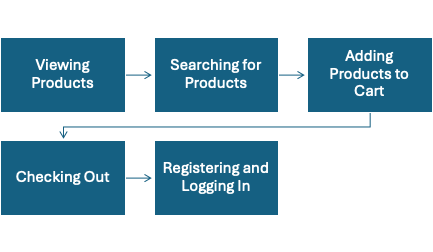 Viewing
Products
Searching for
Products
Adding
Products to
Cart
Checking Out
Registering and
Logging In